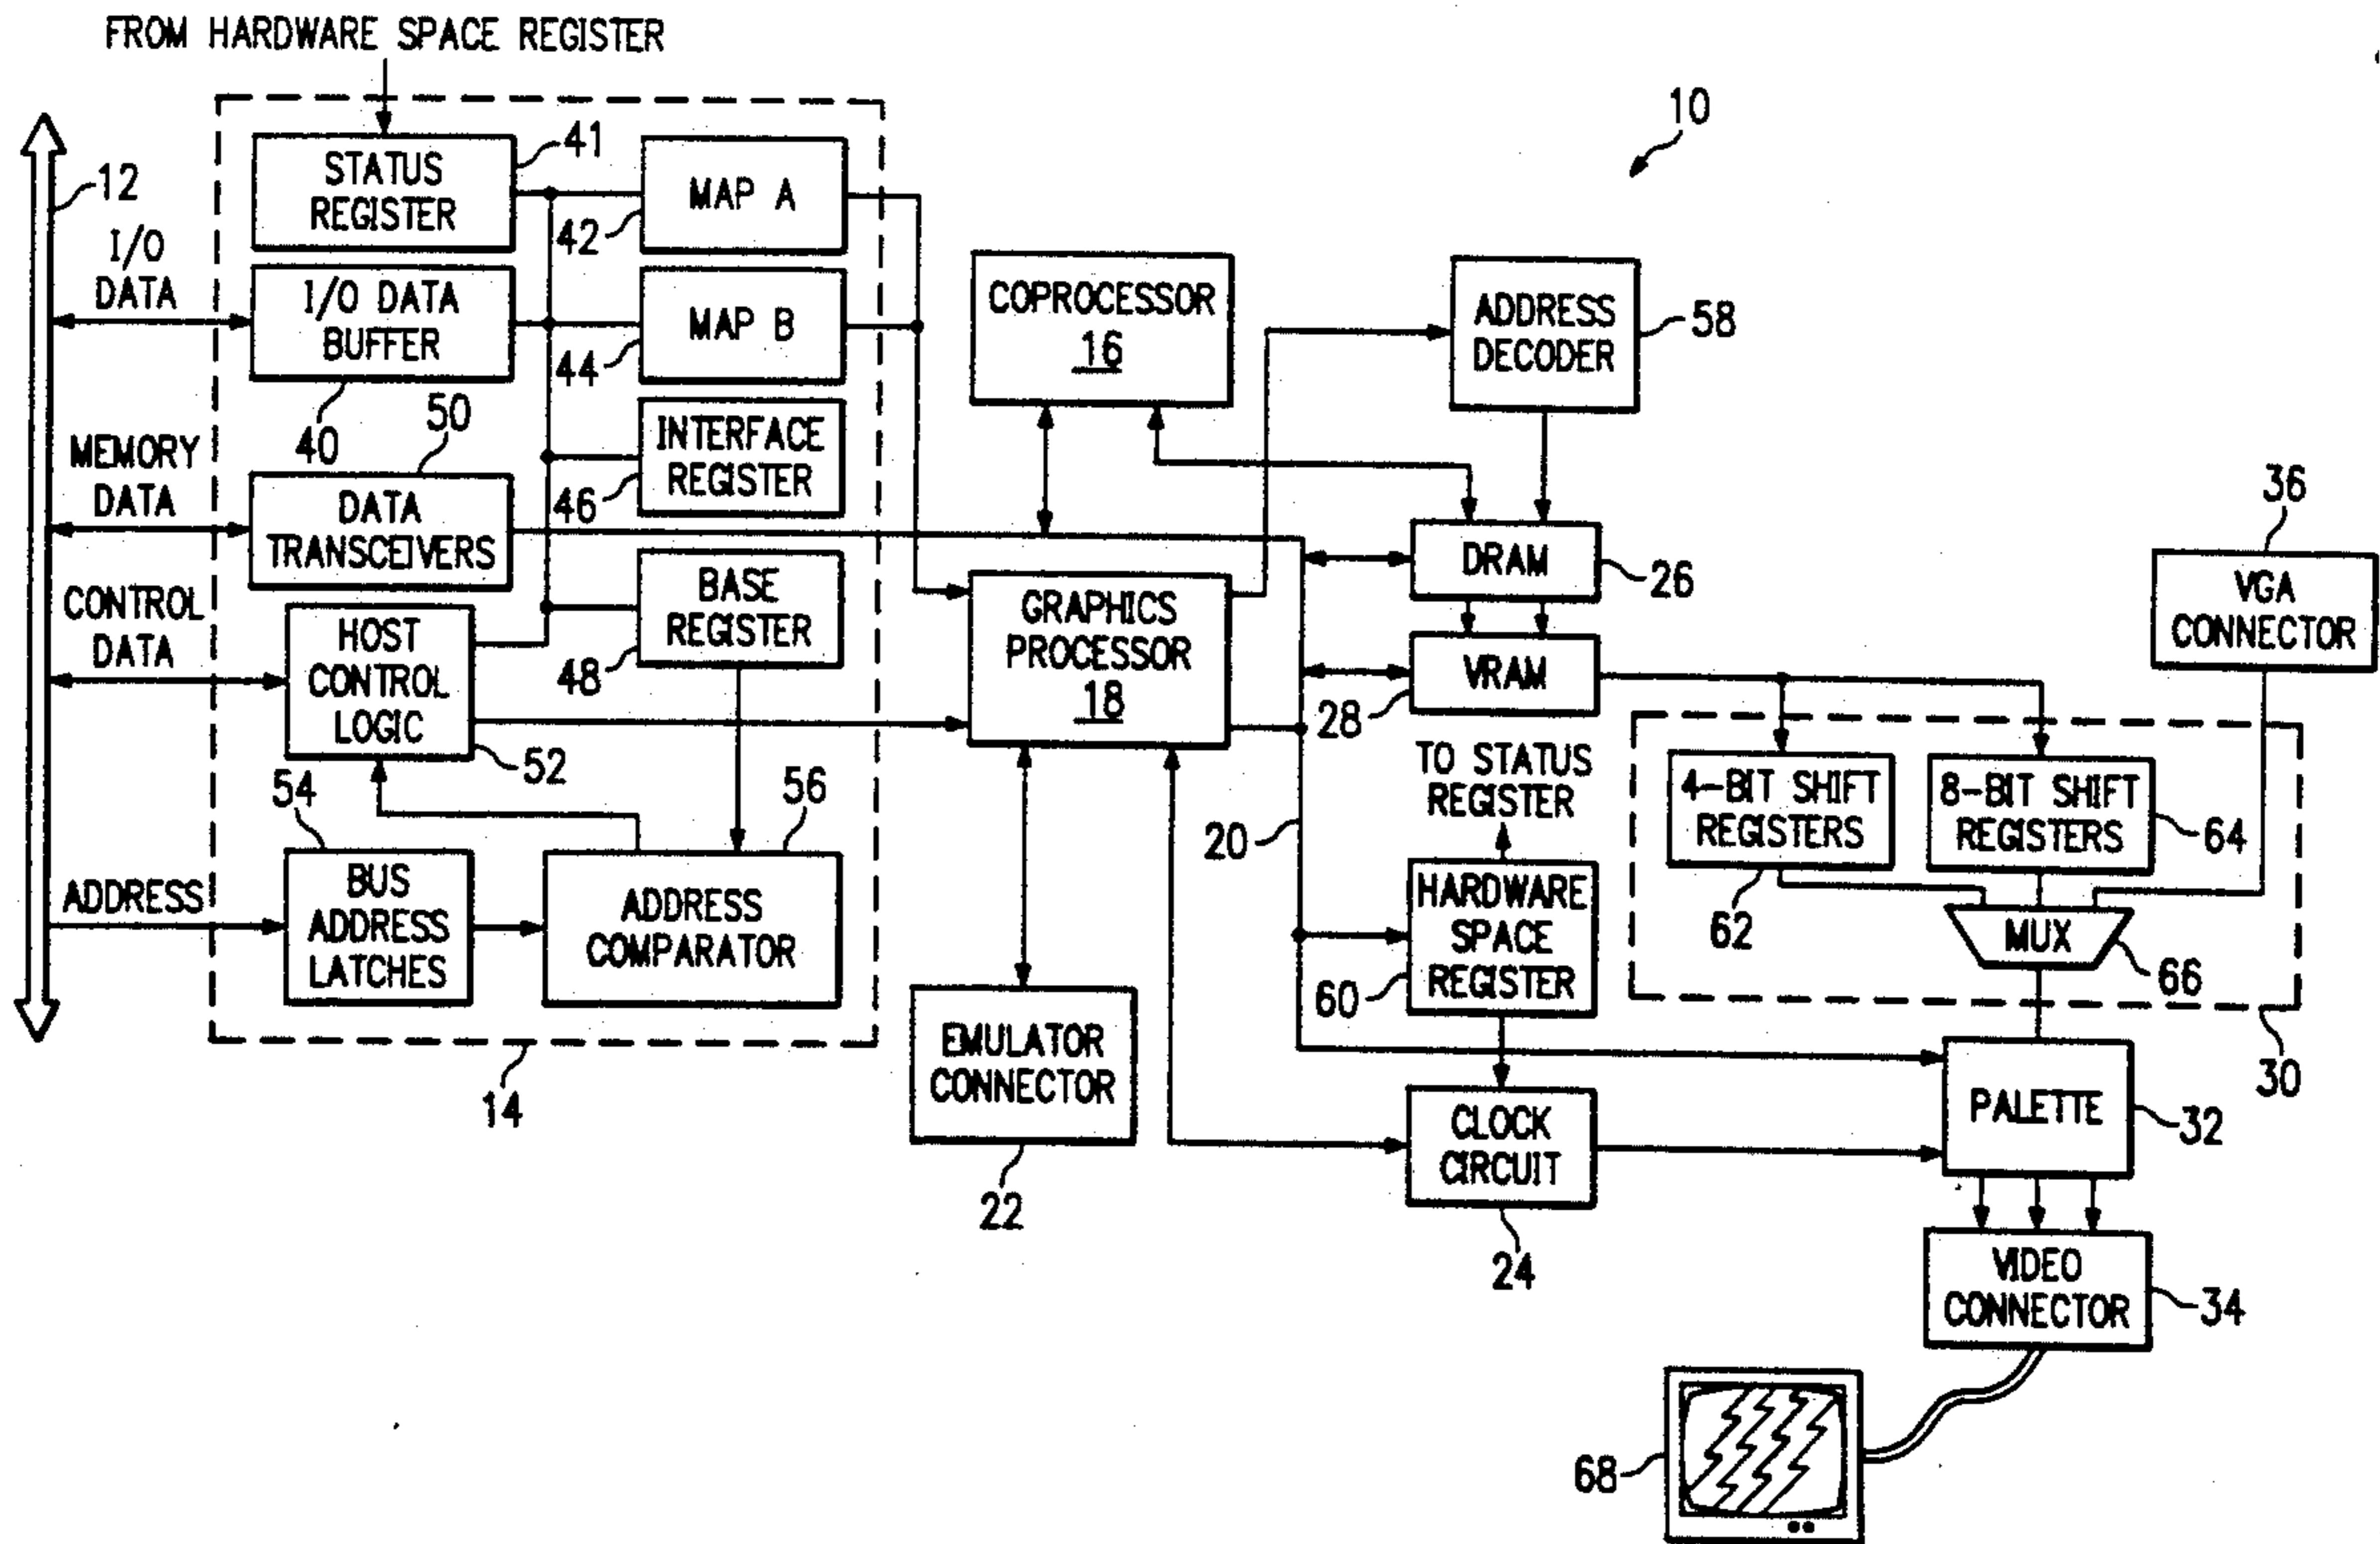 FROM HARDWARE SPACE REGISTER
10
12
STATUS
REGISTER
41
MAP A
42
I/O
DATA
I/O DATA
BUFFER
40
MAP B
44
COPROCESSOR
16
ADDRESS
DECODER
58
MEMORY
DATA
50
DATA
TRANSCEIVERS
INTERFACE
REGISTER
46
DRAM
26
36
VGA
CONNECTOR
CONTROL
DATA
HOST
CONTROL
LOGIC
52
BASE
REGISTER
48
GRAPHICS
PROCESSOR
18
VRAM
28
TO STATUS
REGISTER
20
4-BIT SHIFT
REGISTERS
62
8-BIT SHIFT
REGISTERS
64
54
56
ADDRESS
BUS
ADDRESS
LATCHES
ADDRESS
COMPARATOR
14
HARDWARE
SPACE
REGISTER
60
MUX
66
30
EMULATOR
CONNECTOR
22
CLOCK
CIRCUIT
24
PALETTE
32
VIDEO
CONNECTOR
34
68